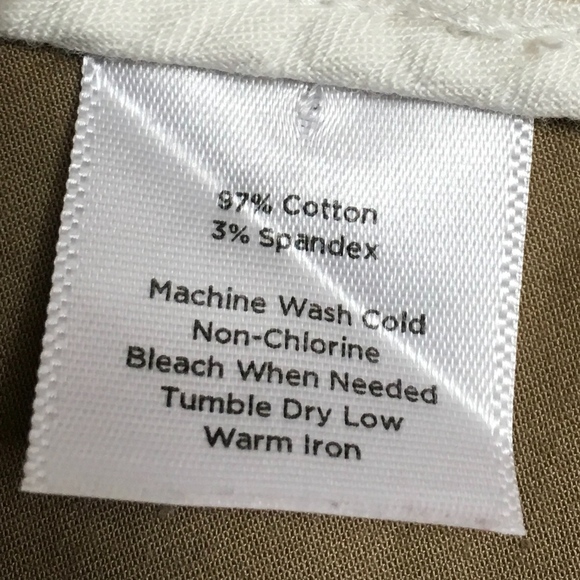 97% Cotton
3% Spandex
Machine Wash Cold
Non-Chlorine
Bleach When Needed
Tumble Dry Low
Warm Iron